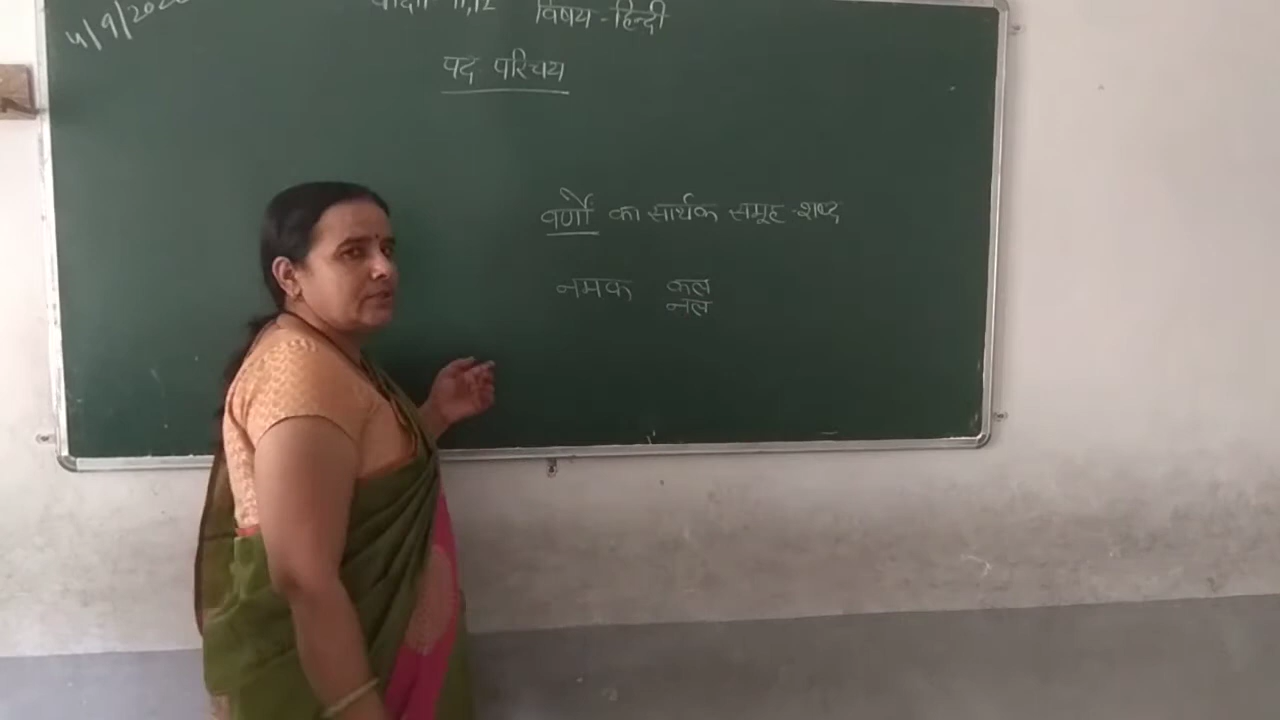 4/9/2020
कक्षा - 11,12 विषय - हिन्दी
पद परिचय
वर्णों का सार्थक समूह - शब्द
नमक कल
नल